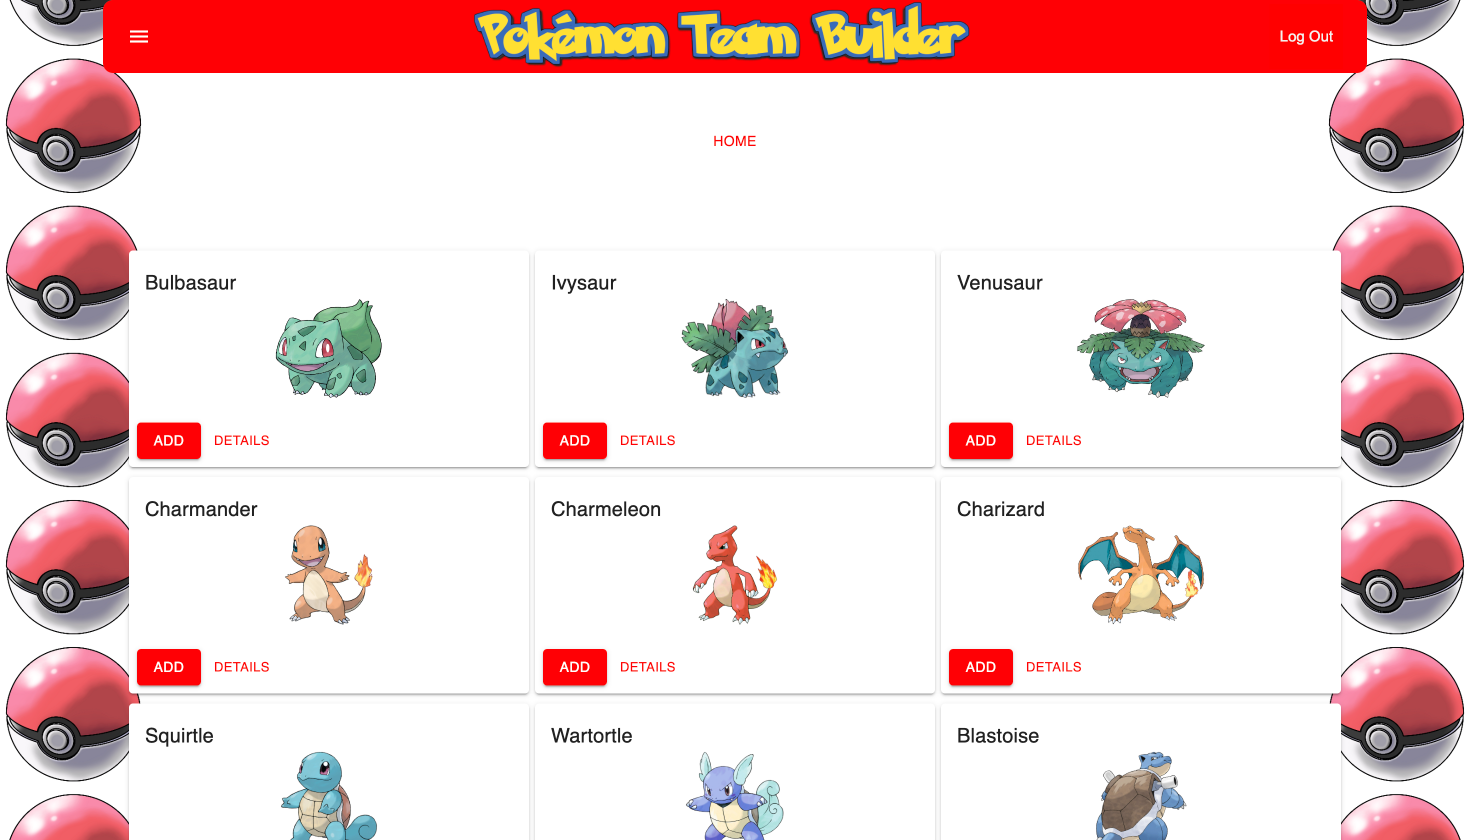 Pokémon Team Builder
Log Out
HOME
Bulbasaur
Ivysaur
Venusaur
ADD DETAILS
ADD DETAILS
ADD DETAILS
Charmander
Charmeleon
Charizard
ADD DETAILS
ADD DETAILS
ADD DETAILS
Squirtle
Wartortle
Blastoise